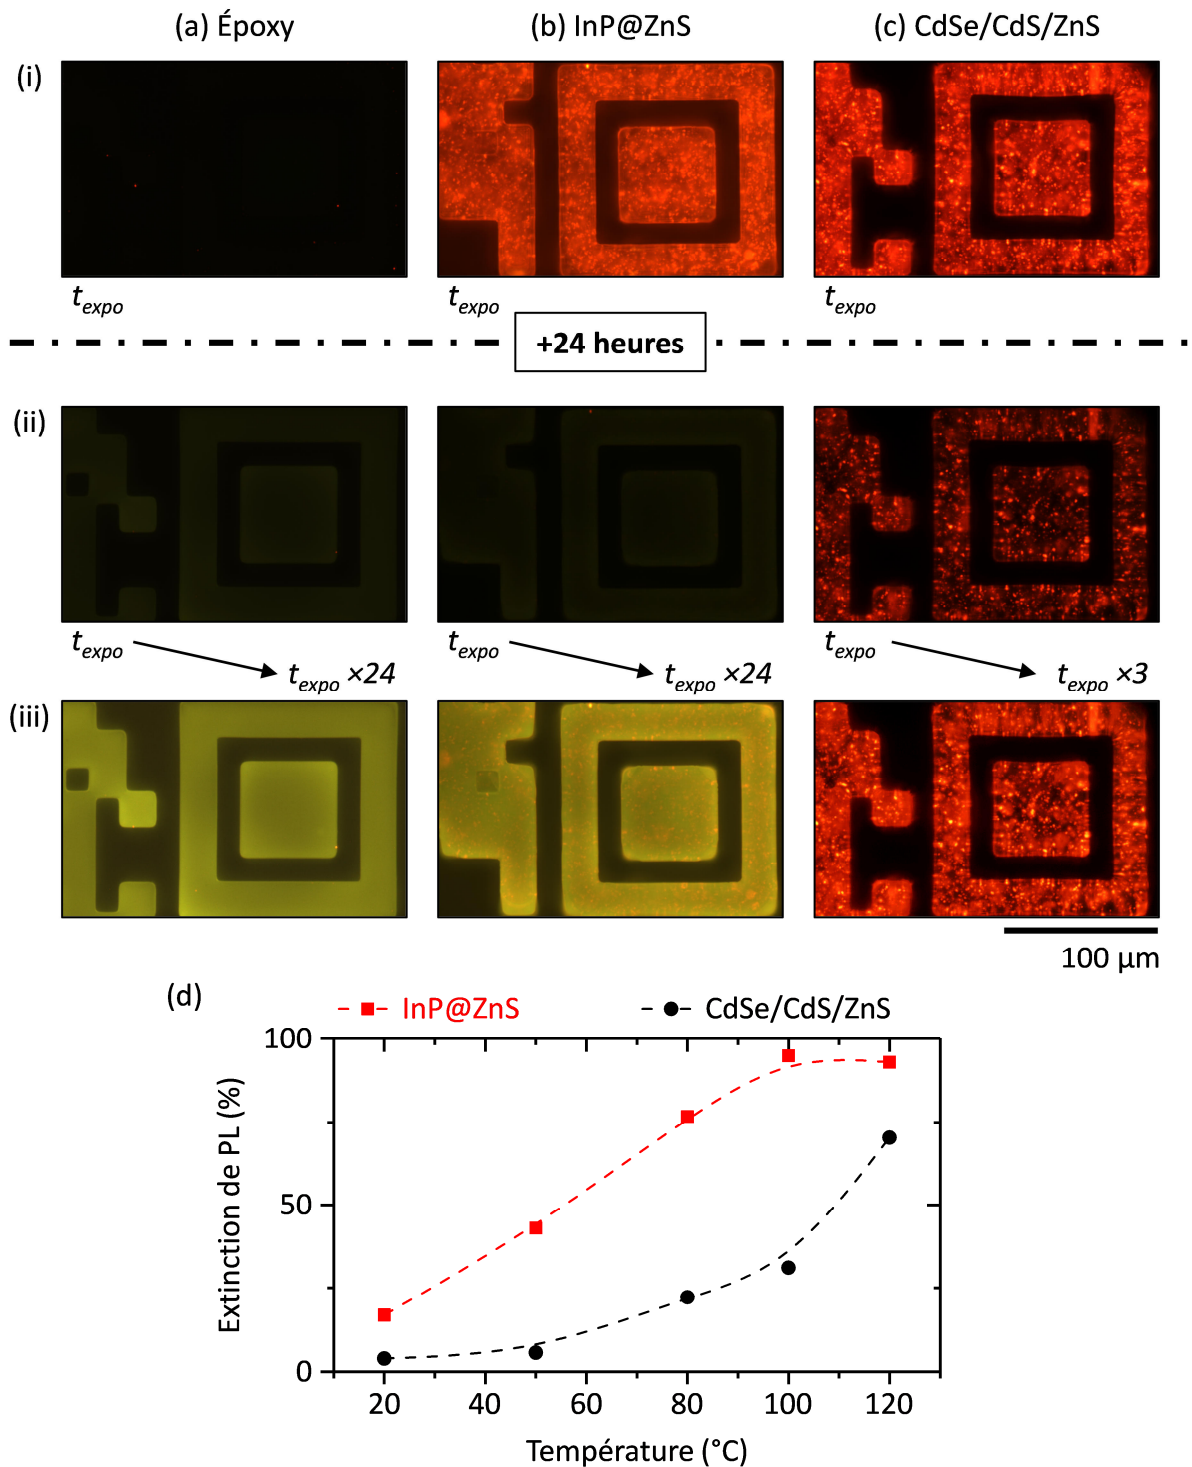 (a) Époxy (b) InP@ZnS (c) CdSe/CdS/ZnS
(i)
texpo texpo texpo
+24 heures
(ii)
texpo texpo texpo
texpo ×24 texpo ×24 texpo ×3
(iii)
100 µm
(d)
InP@ZnS CdSe/CdS/ZnS
100
50
0
Extinction de PL (%)
20 40 60 80 100 120
Température (°C)